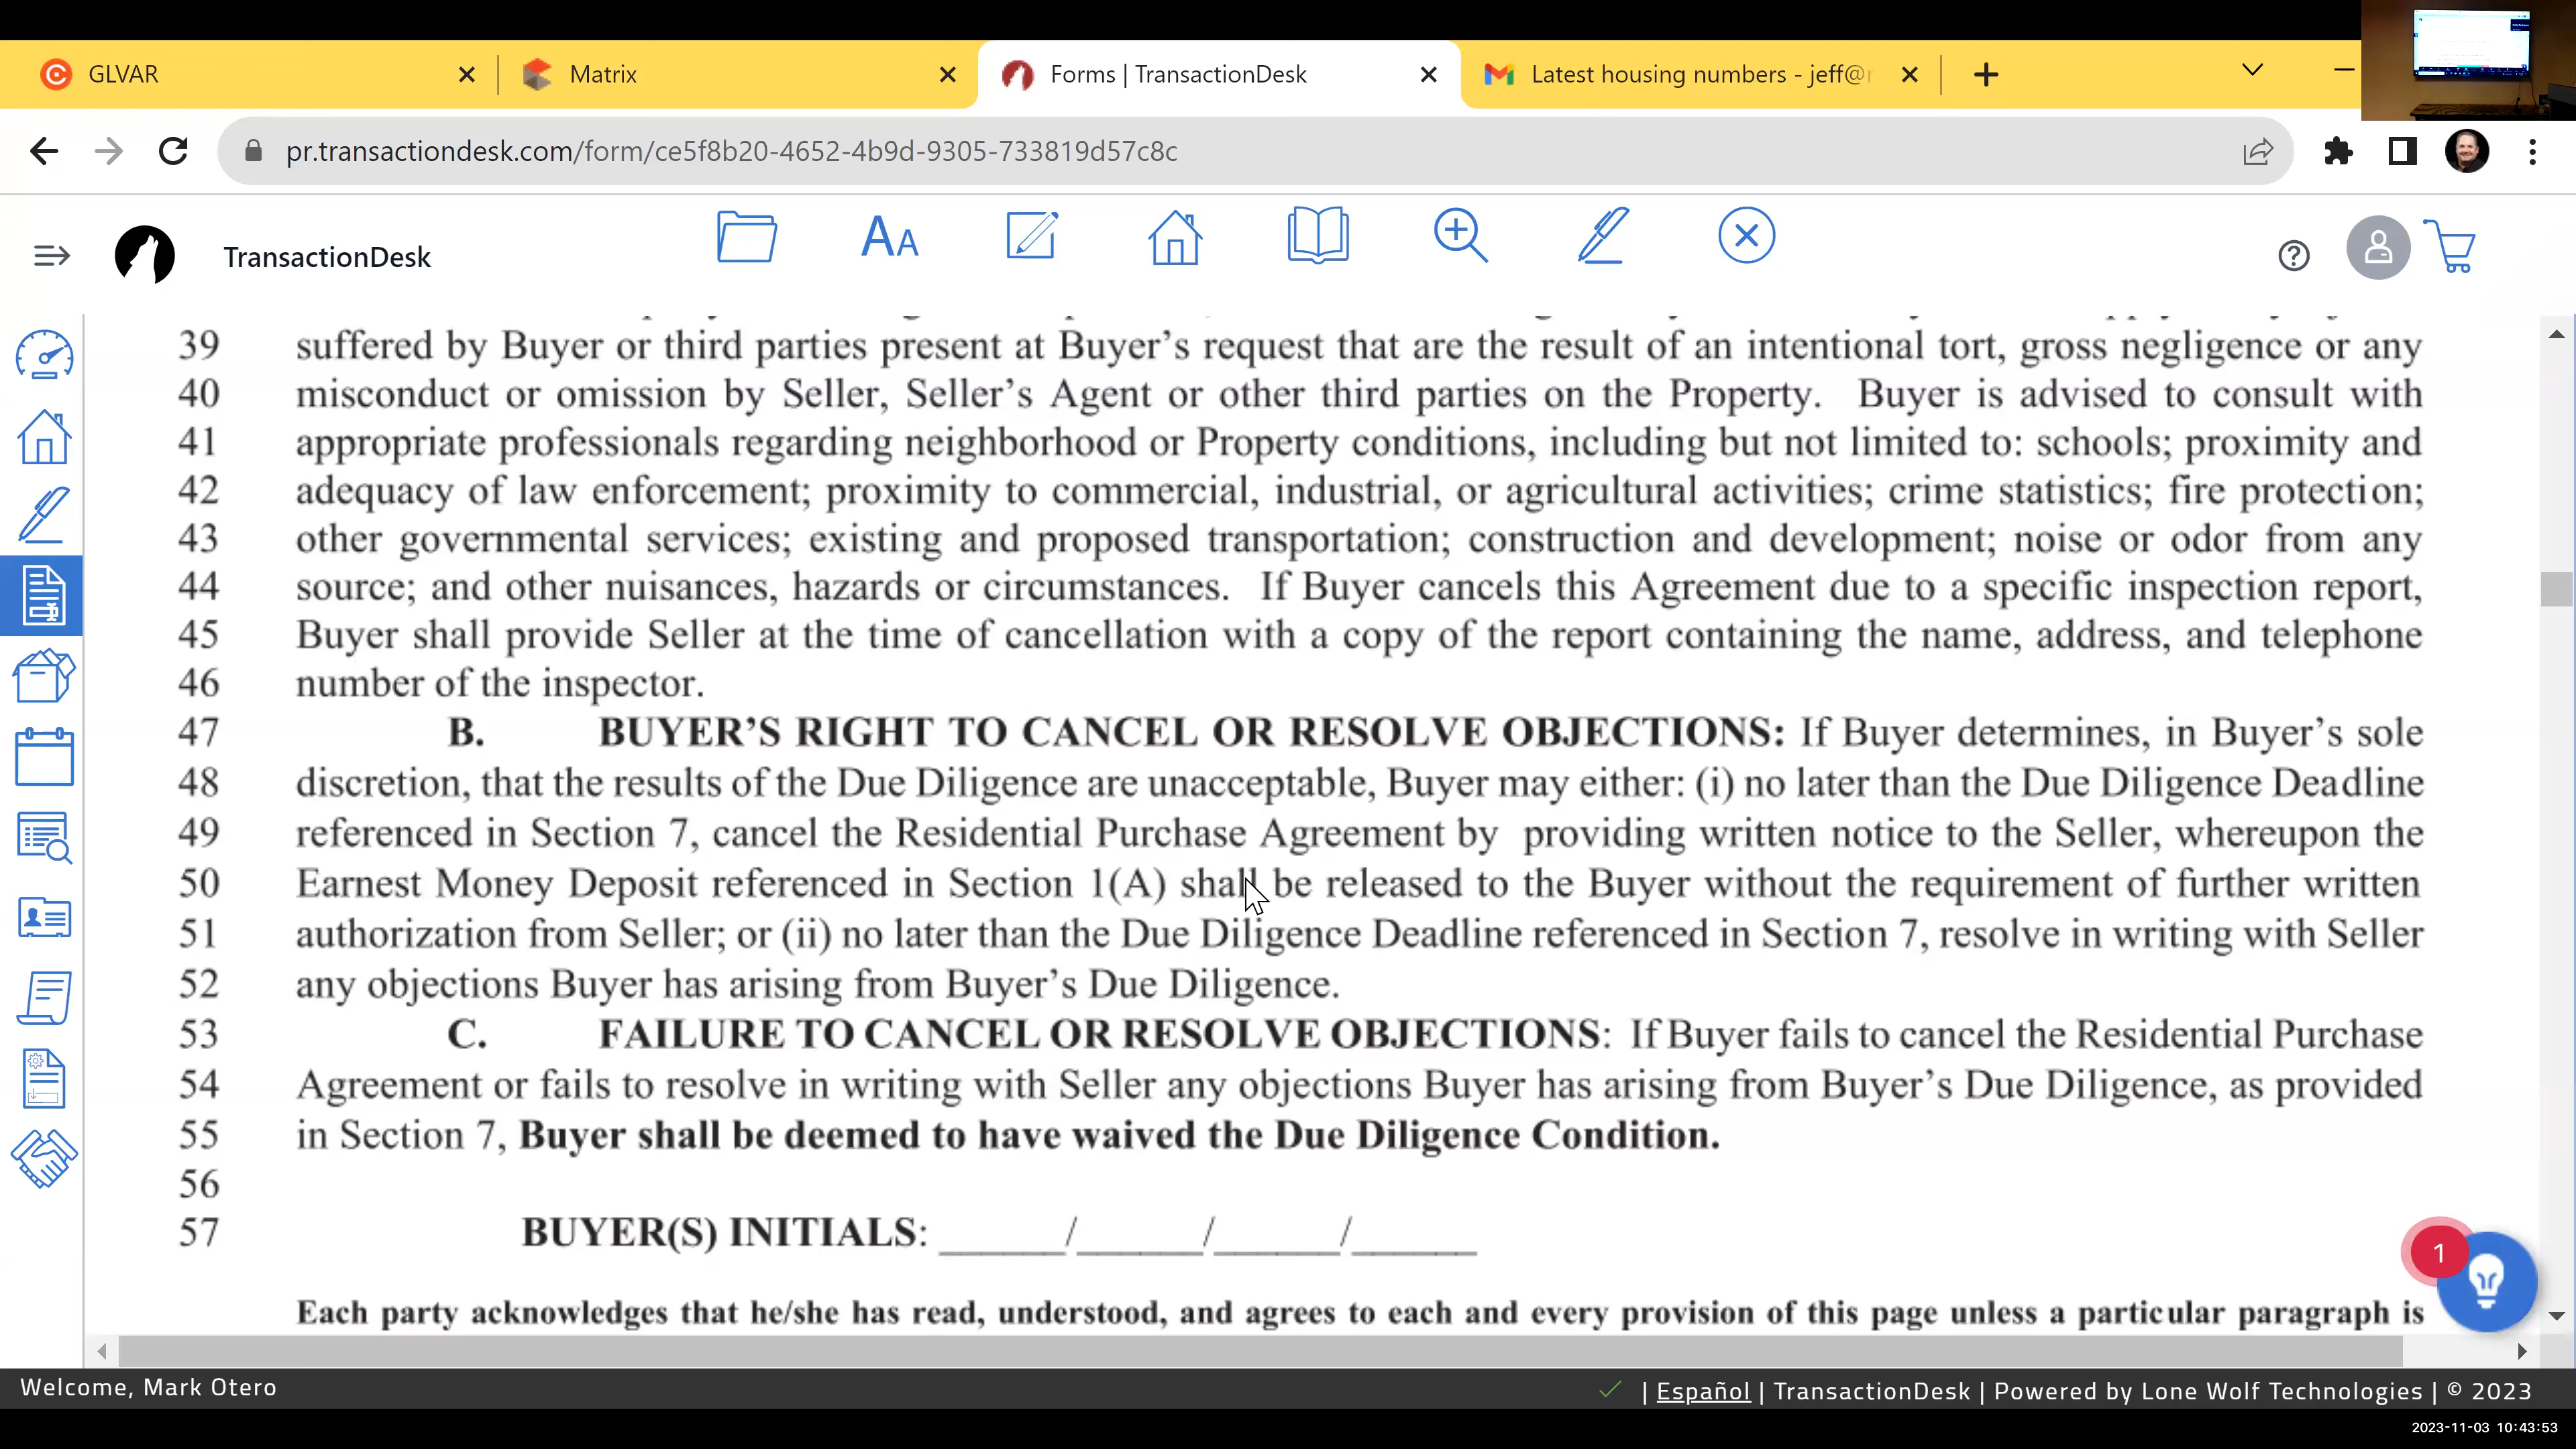 GLVAR
Matrix
Forms | TransactionDesk
Latest housing numbers - jeff@
pr.transactiondesk.com/form/ce5f8b20-4652-4b9d-9305-733819d57c8c
TransactionDesk
39 suffered by Buyer or third parties present at Buyer's request that are the result of an intentional tort, gross negligence or any
40 misconduct or omission by Seller, Seller's Agent or other third parties on the Property. Buyer is advised to consult with
41 appropriate professionals regarding neighborhood or Property conditions, including but not limited to: schools; proximity and
42 adequacy of law enforcement; proximity to commercial, industrial, or agricultural activities; crime statistics; fire protection;
43 other governmental services; existing and proposed transportation; construction and development; noise or odor from any
44 source; and other nuisances, hazards or circumstances. If Buyer cancels this Agreement due to a specific inspection report,
45 Buyer shall provide Seller at the time of cancellation with a copy of the report containing the name, address, and telephone
46 number of the inspector.
47 B. BUYER'S RIGHT TO CANCEL OR RESOLVE OBJECTIONS: If Buyer determines, in Buyer's sole
48 discretion, that the results of the Due Diligence are unacceptable, Buyer may either: (i) no later than the Due Diligence Deadline
49 referenced in Section 7, cancel the Residential Purchase Agreement by providing written notice to the Seller, whereupon the
50 Earnest Money Deposit referenced in Section 1(A) shall be released to the Buyer without the requirement of further written
51 authorization from Seller; or (ii) no later than the Due Diligence Deadline referenced in Section 7, resolve in writing with Seller
52 any objections Buyer has arising from Buyer's Due Diligence.
53 C. FAILURE TO CANCEL OR RESOLVE OBJECTIONS: If Buyer fails to cancel the Residential Purchase
54 Agreement or fails to resolve in writing with Seller any objections Buyer has arising from Buyer's Due Diligence, as provided
55 in Section 7, Buyer shall be deemed to have waived the Due Diligence Condition.
56
57 BUYER(S) INITIALS: ______/______/______/______
1
Each party acknowledges that he/she has read, understood, and agrees to each and every provision of this page unless a particular paragraph is
Welcome, Mark Otero
| Español | TransactionDesk | Powered by Lone Wolf Technologies | © 2023
2023-11-03 10:43:53